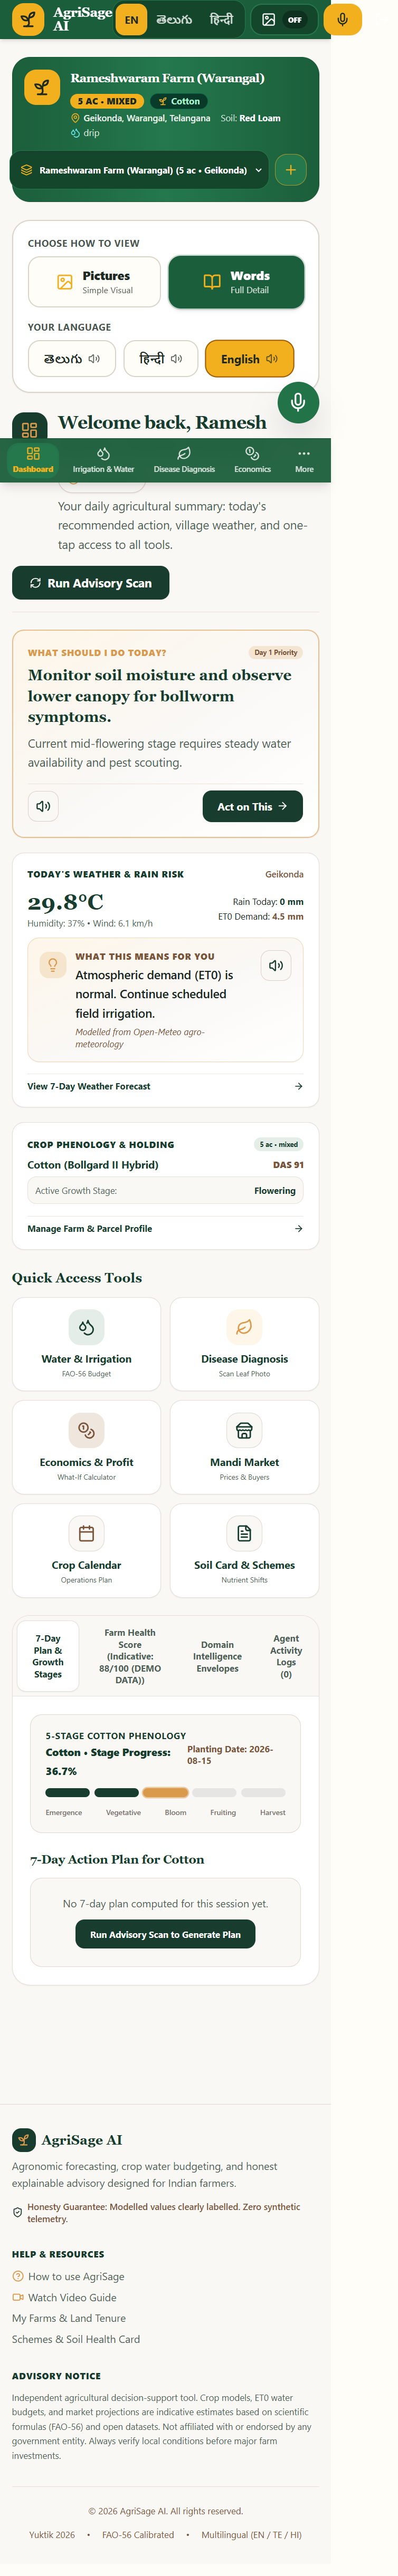 AgriSage AI
EN తెలుగు हिन्दी OFF
Rameshwaram Farm (Warangal)
5 AC • MIXED Cotton
Geikonda, Warangal, Telangana Soil: Red Loam
drip
Rameshwaram Farm (Warangal) (5 ac • Geikonda)
CHOOSE HOW TO VIEW
Pictures
Simple Visual
Words
Full Detail
YOUR LANGUAGE
తెలుగు हिन्दी English
Welcome back, Ramesh
Dashboard Irrigation & Water Disease Diagnosis Economics More
Your daily agricultural summary: today's
recommended action, village weather, and one-
tap access to all tools.
Run Advisory Scan
WHAT SHOULD I DO TODAY? Day 1 Priority
Monitor soil moisture and observe
lower canopy for bollworm
symptoms.
Current mid-flowering stage requires steady water
availability and pest scouting.
Act on This
TODAY'S WEATHER & RAIN RISK Geikonda
29.8°C
Humidity: 37% • Wind: 6.1 km/h
Rain Today: 0 mm
ET0 Demand: 4.5 mm
WHAT THIS MEANS FOR YOU
Atmospheric demand (ET0) is
normal. Continue scheduled
field irrigation.
Modelled from Open-Meteo agro-
meteorology
View 7-Day Weather Forecast
CROP PHENOLOGY & HOLDING 5 ac • mixed
Cotton (Bollgard II Hybrid) DAS 91
Active Growth Stage: Flowering
Manage Farm & Parcel Profile
Quick Access Tools
Water & Irrigation
FAO-56 Budget
Disease Diagnosis
Scan Leaf Photo
Economics & Profit
What-If Calculator
Mandi Market
Prices & Buyers
Crop Calendar
Operations Plan
Soil Card & Schemes
Nutrient Shifts
7-Day
Plan &
Growth
Stages
Farm Health
Score
(Indicative:
88/100 (DEMO
DATA))
Domain
Intelligence
Envelopes
Agent
Activity
Logs
(0)
5-STAGE COTTON PHENOLOGY
Cotton • Stage Progress:
36.7%
Planting Date: 2026-
08-15
Emergence Vegetative Bloom Fruiting Harvest
7-Day Action Plan for Cotton
No 7-day plan computed for this session yet.
Run Advisory Scan to Generate Plan
AgriSage AI
Agronomic forecasting, crop water budgeting, and honest
explainable advisory designed for Indian farmers.
Honesty Guarantee: Modelled values clearly labelled. Zero synthetic
telemetry.
HELP & RESOURCES
How to use AgriSage
Watch Video Guide
My Farms & Land Tenure
Schemes & Soil Health Card
ADVISORY NOTICE
Independent agricultural decision-support tool. Crop models, ET0 water
budgets, and market projections are indicative estimates based on scientific
formulas (FAO-56) and open datasets. Not affiliated with or endorsed by any
government entity. Always verify local conditions before major farm
investments.
© 2026 AgriSage AI. All rights reserved.
Yuktik 2026 • FAO-56 Calibrated • Multilingual (EN / TE / HI)